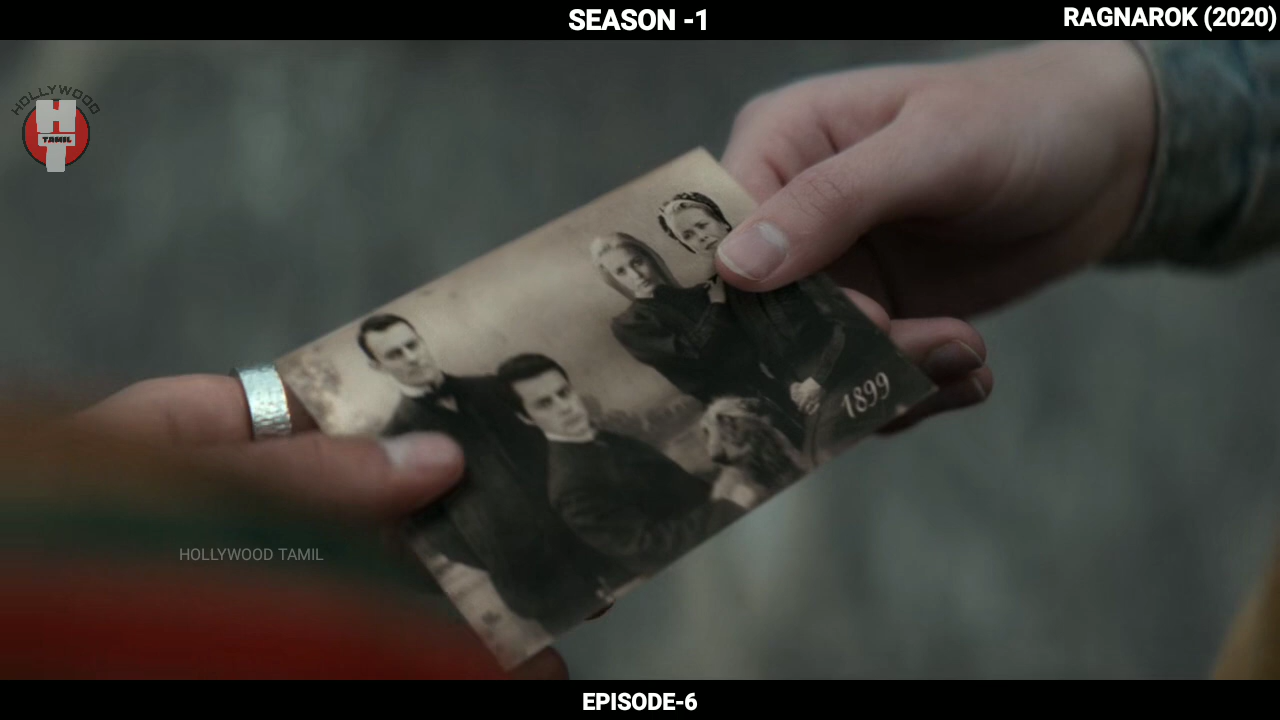 SEASON -1
RAGNAROK (2020)
HOLLYWOOD
H
TAMIL
1899
HOLLYWOOD TAMIL
EPISODE-6